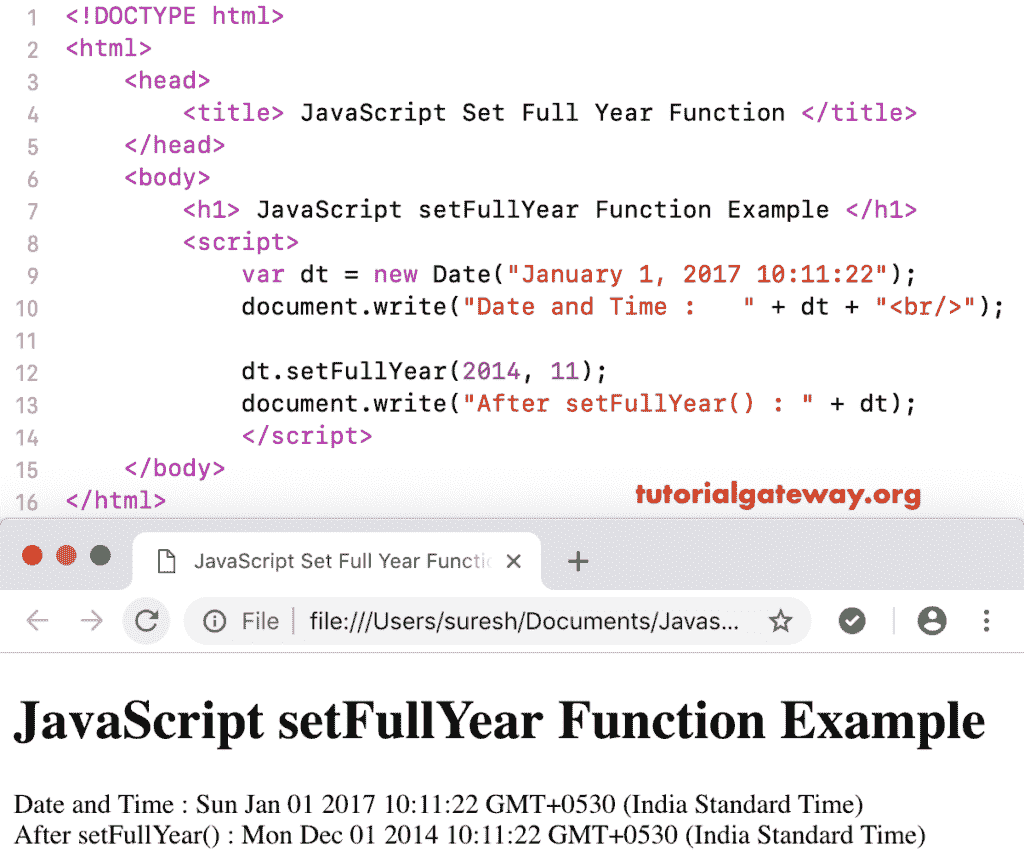 1 <!DOCTYPE html>
2 <html>
3     <head>
4         <title> JavaScript Set Full Year Function </title>
5     </head>
6     <body>
7         <h1> JavaScript setFullYear Function Example </h1>
8         <script>
9             var dt = new Date("January 1, 2017 10:11:22");
10             document.write("Date and Time :   " + dt + "<br/>");
11
12             dt.setFullYear(2014, 11);
13             document.write("After setFullYear() : " + dt);
14             </script>
15     </body>
16 </html>
tutorialgateway.org
JavaScript Set Full Year Functi
File file:///Users/suresh/Documents/Javas...
JavaScript setFullYear Function Example
Date and Time : Sun Jan 01 2017 10:11:22 GMT+0530 (India Standard Time)
After setFullYear() : Mon Dec 01 2014 10:11:22 GMT+0530 (India Standard Time)